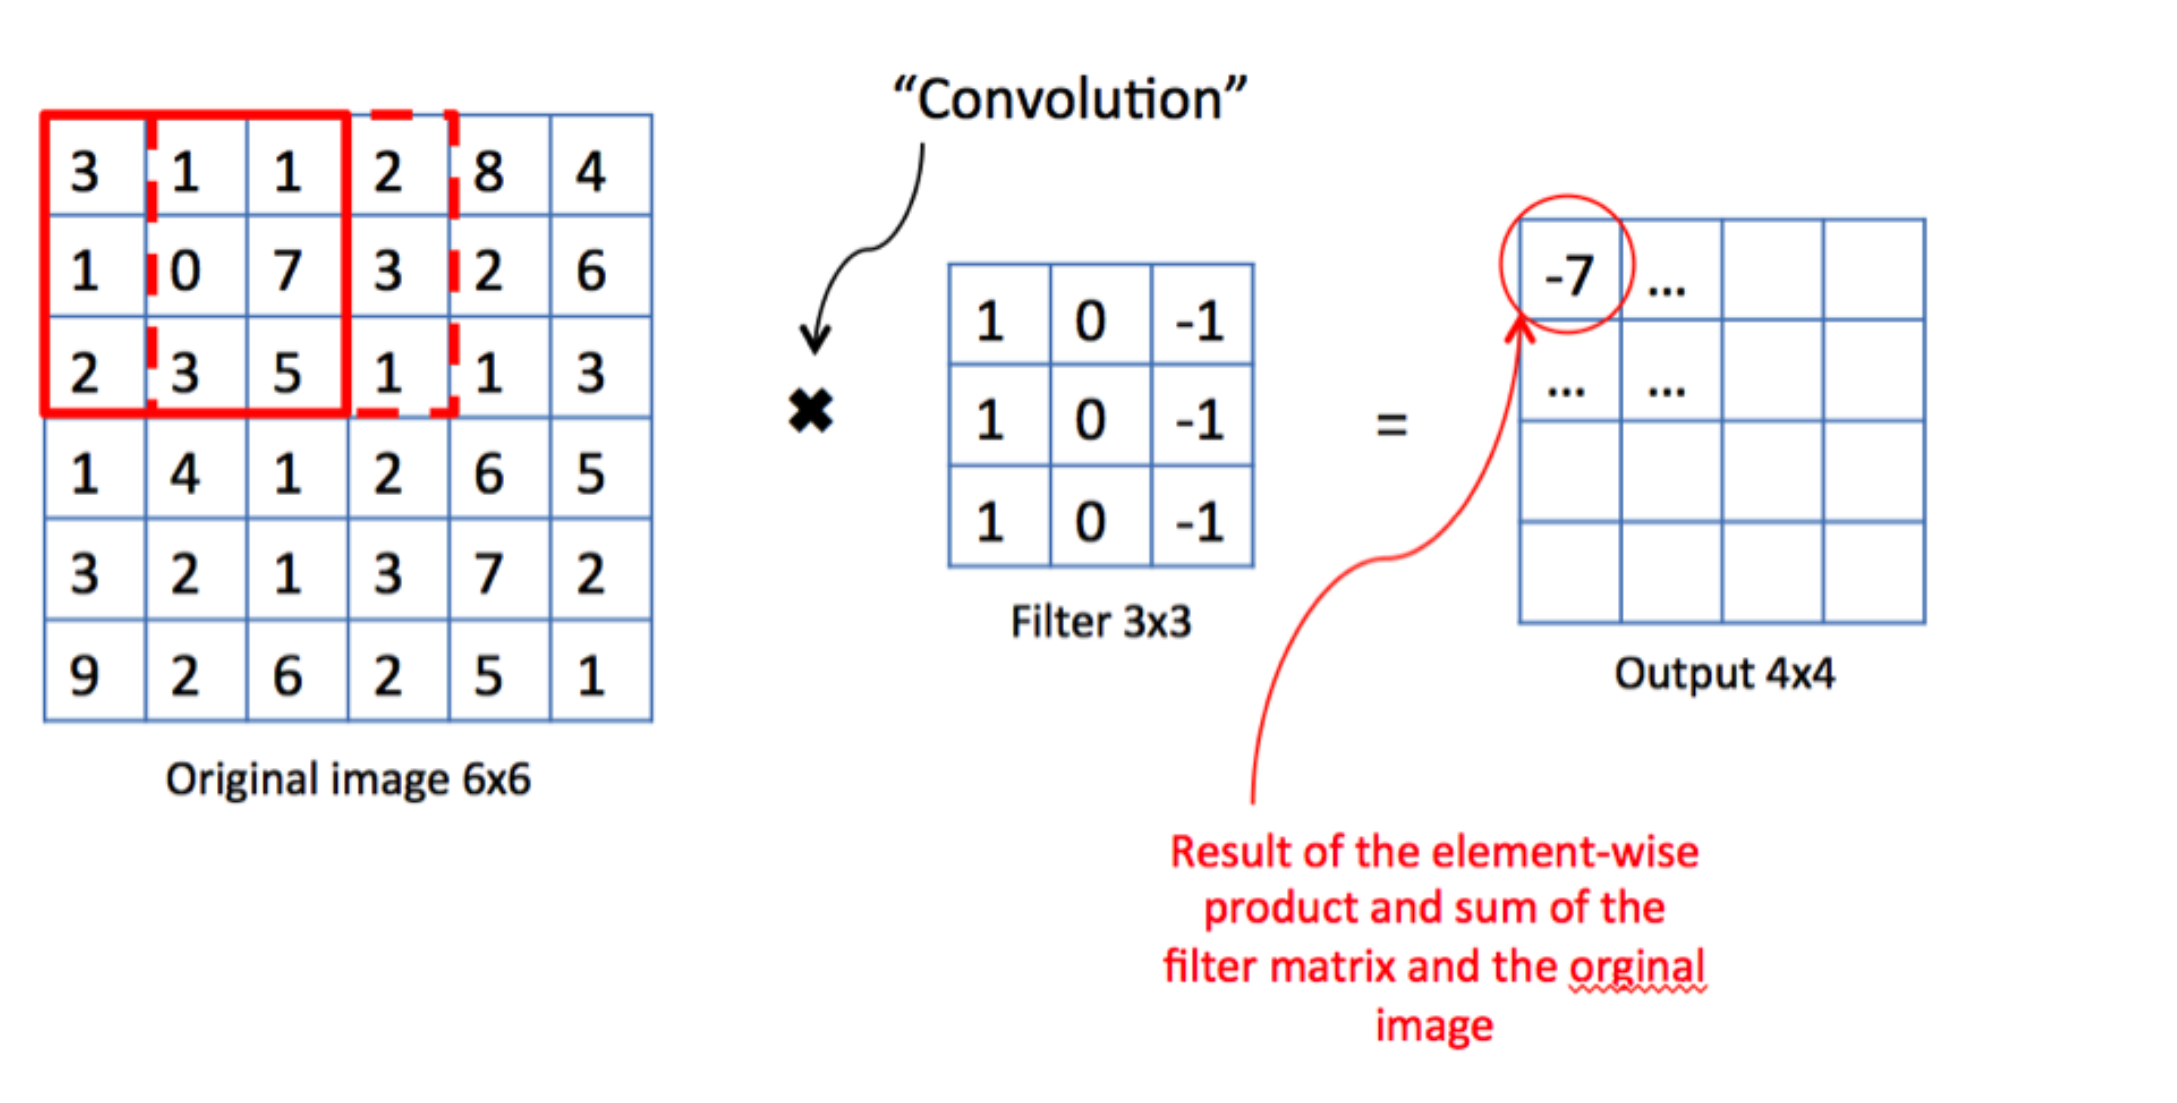 “Convolution”
3 1 1 2 8 4
1 0 7 3 2 6
2 3 5 1 1 3
1 4 1 2 6 5
3 2 1 3 7 2
9 2 6 2 5 1
Original image 6x6
1 0 -1
1 0 -1
1 0 -1
Filter 3x3
=
-7 ...
... ...
Output 4x4
Result of the element-wise
product and sum of the
filter matrix and the orginal
image